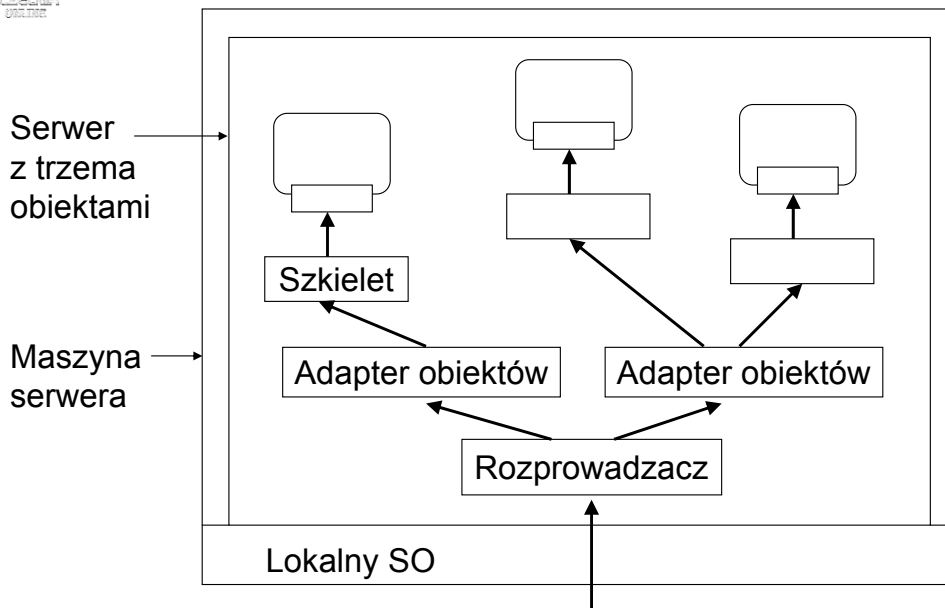 Serwer
z trzema
obiektami
Szkielet
Maszyna
serwera
Adapter obiektów
Adapter obiektów
Rozprowadzacz
Lokalny SO